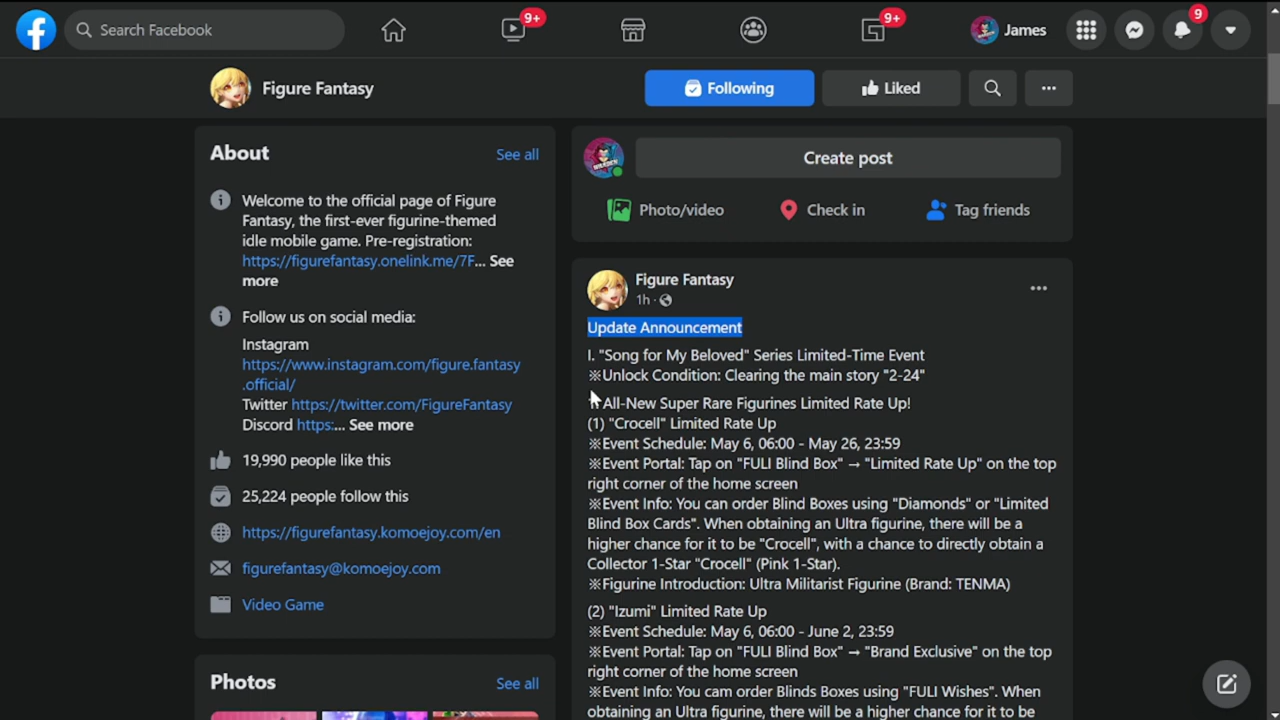 Search Facebook
9+
9+
James
9
Figure Fantasy
Following
Liked
About
See all
Welcome to the official page of Figure
Fantasy, the first-ever figurine-themed
idle mobile game. Pre-registration:
https://figurefantasy.onelink.me/7F... See
more
Follow us on social media:
Instagram
https://www.instagram.com/figure.fantasy
.official/
Twitter https://twitter.com/FigureFantasy
Discord https:... See more
19,990 people like this
25,224 people follow this
https://figurefantasy.komoejoy.com/en
figurefantasy@komoejoy.com
Video Game
Photos
See all
Create post
Photo/video
Check in
Tag friends
Figure Fantasy
1h ·
Update Announcement
I. "Song for My Beloved" Series Limited-Time Event
※Unlock Condition: Clearing the main story "2-24"
All-New Super Rare Figurines Limited Rate Up!
(1) "Crocell" Limited Rate Up
※Event Schedule: May 6, 06:00 - May 26, 23:59
※Event Portal: Tap on "FULI Blind Box" → "Limited Rate Up" on the top
right corner of the home screen
※Event Info: You can order Blind Boxes using "Diamonds" or "Limited
Blind Box Cards". When obtaining an Ultra figurine, there will be a
higher chance for it to be "Crocell", with a chance to directly obtain a
Collector 1-Star "Crocell" (Pink 1-Star).
※Figurine Introduction: Ultra Militarist Figurine (Brand: TENMA)
(2) "Izumi" Limited Rate Up
※Event Schedule: May 6, 06:00 - June 2, 23:59
※Event Portal: Tap on "FULI Blind Box" → "Brand Exclusive" on the top
right corner of the home screen
※Event Info: You cam order Blinds Boxes using "FULI Wishes". When
obtaining an Ultra figurine, there will be a higher chance for it to be